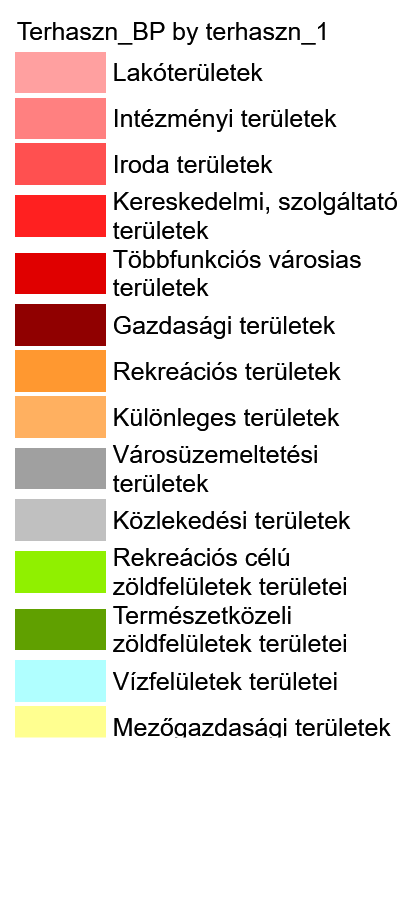 Terhaszn_BP by terhaszn_1
Lakóterületek
Intézményi területek
Iroda területek
Kereskedelmi, szolgáltató
területek
Többfunkciós városias
területek
Gazdasági területek
Rekreációs területek
Különleges területek
Városüzemeltetési
területek
Közlekedési területek
Rekreációs célú
zöldfelületek területei
Természetközeli
zöldfelületek területei
Vízfelületek területei
Mezőgazdasági területek